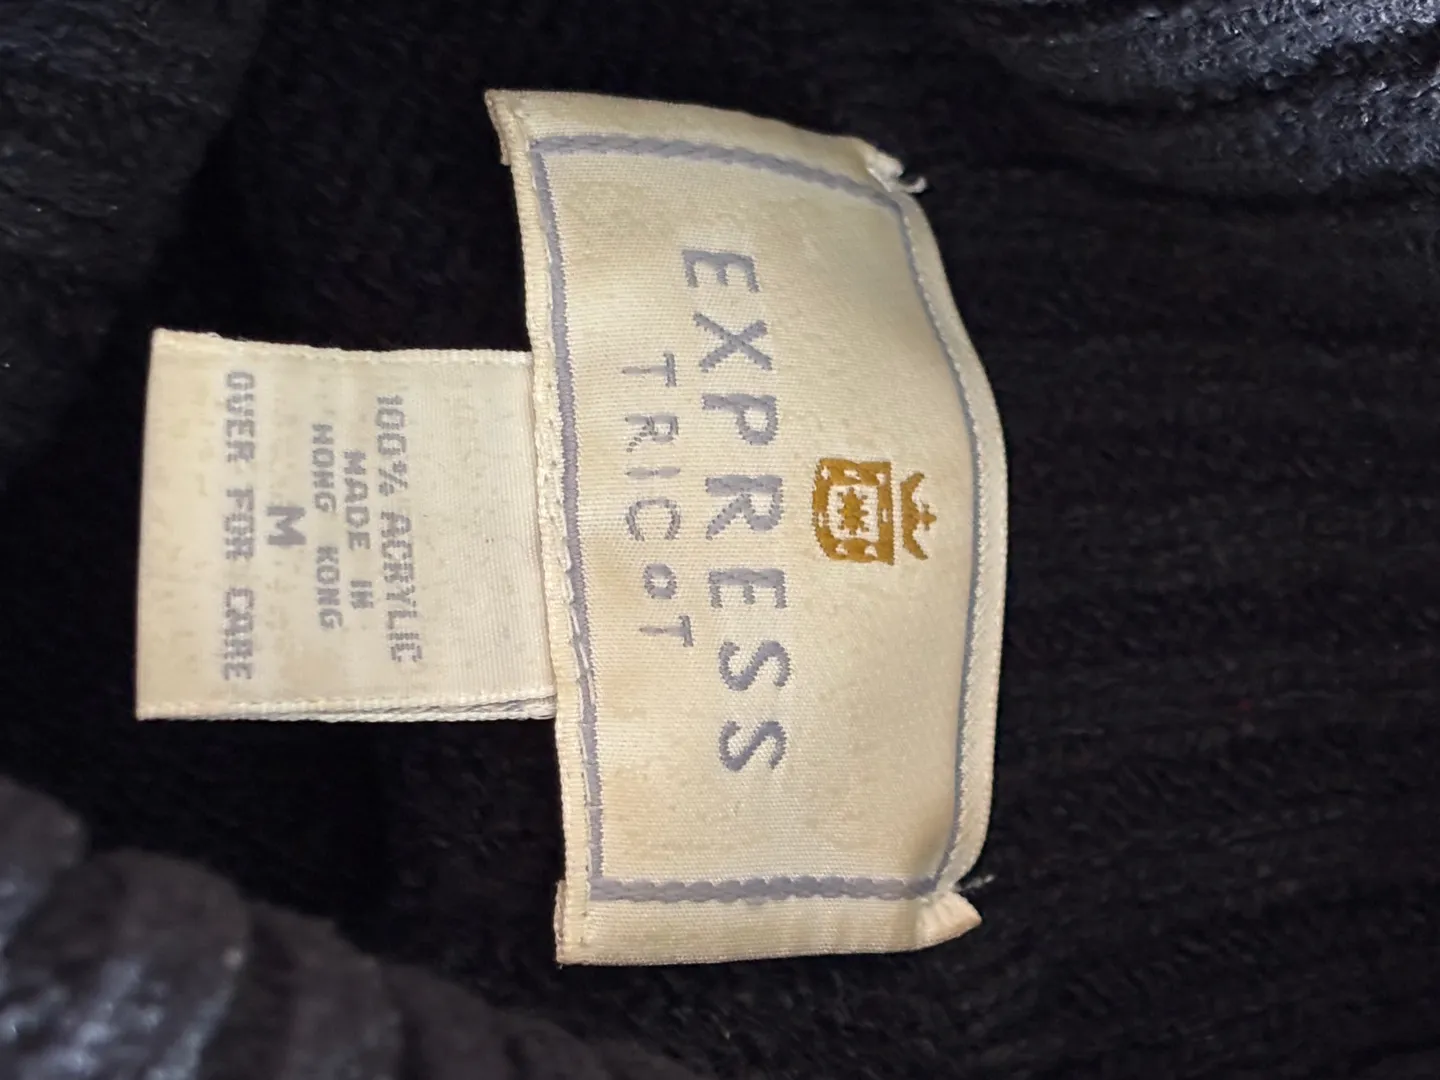 EXPRESS
TRICOT
100% ACRYLIC
MADE IN
HONG KONG
M
OVER FOR CARE